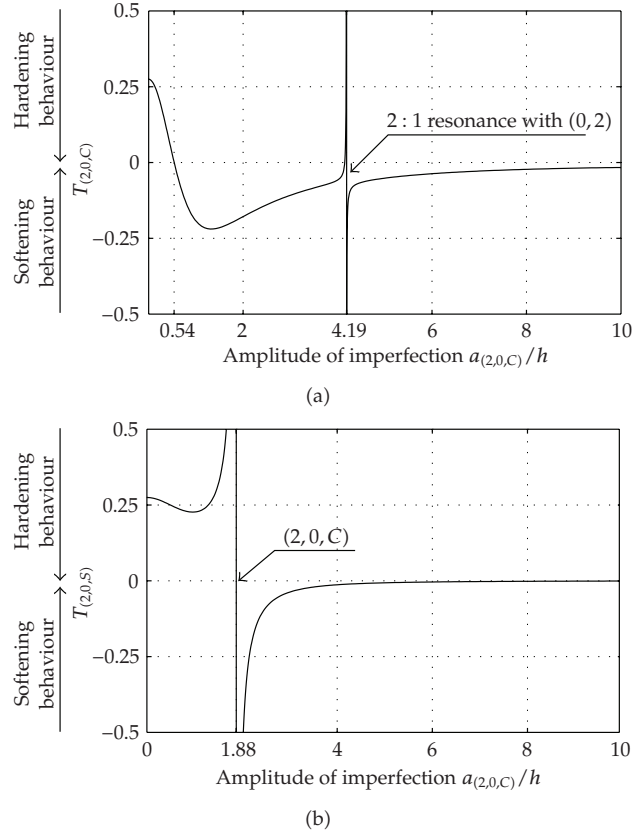 Hardening
behaviour
Softening
behaviour
T(2,0,C)
0.5
0.25
0
−0.25
−0.5
2 : 1 resonance with (0, 2)
0.54 2 4.19 6 8 10
Amplitude of imperfection a(2,0,C)/h
(a)
Hardening
behaviour
Softening
behaviour
T(2,0,S)
0.5
0.25
0
−0.25
−0.5
(2, 0, C)
0 1.88 4 6 8 10
Amplitude of imperfection a(2,0,C)/h
(b)